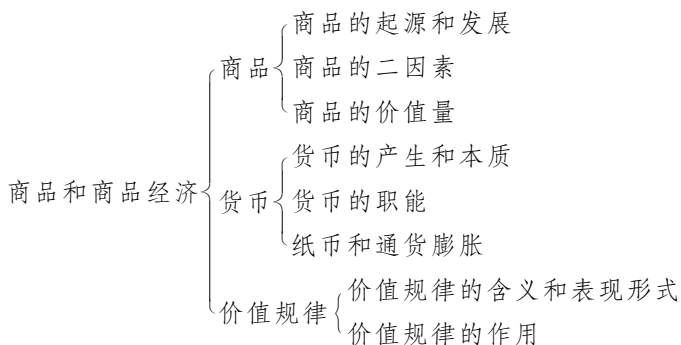 商品和商品经济
商品
商品的起源和发展
商品的二因素
商品的价值量
货币
货币的产生和本质
货币的职能
纸币和通货膨胀
价值规律
价值规律的含义和表现形式
价值规律的作用